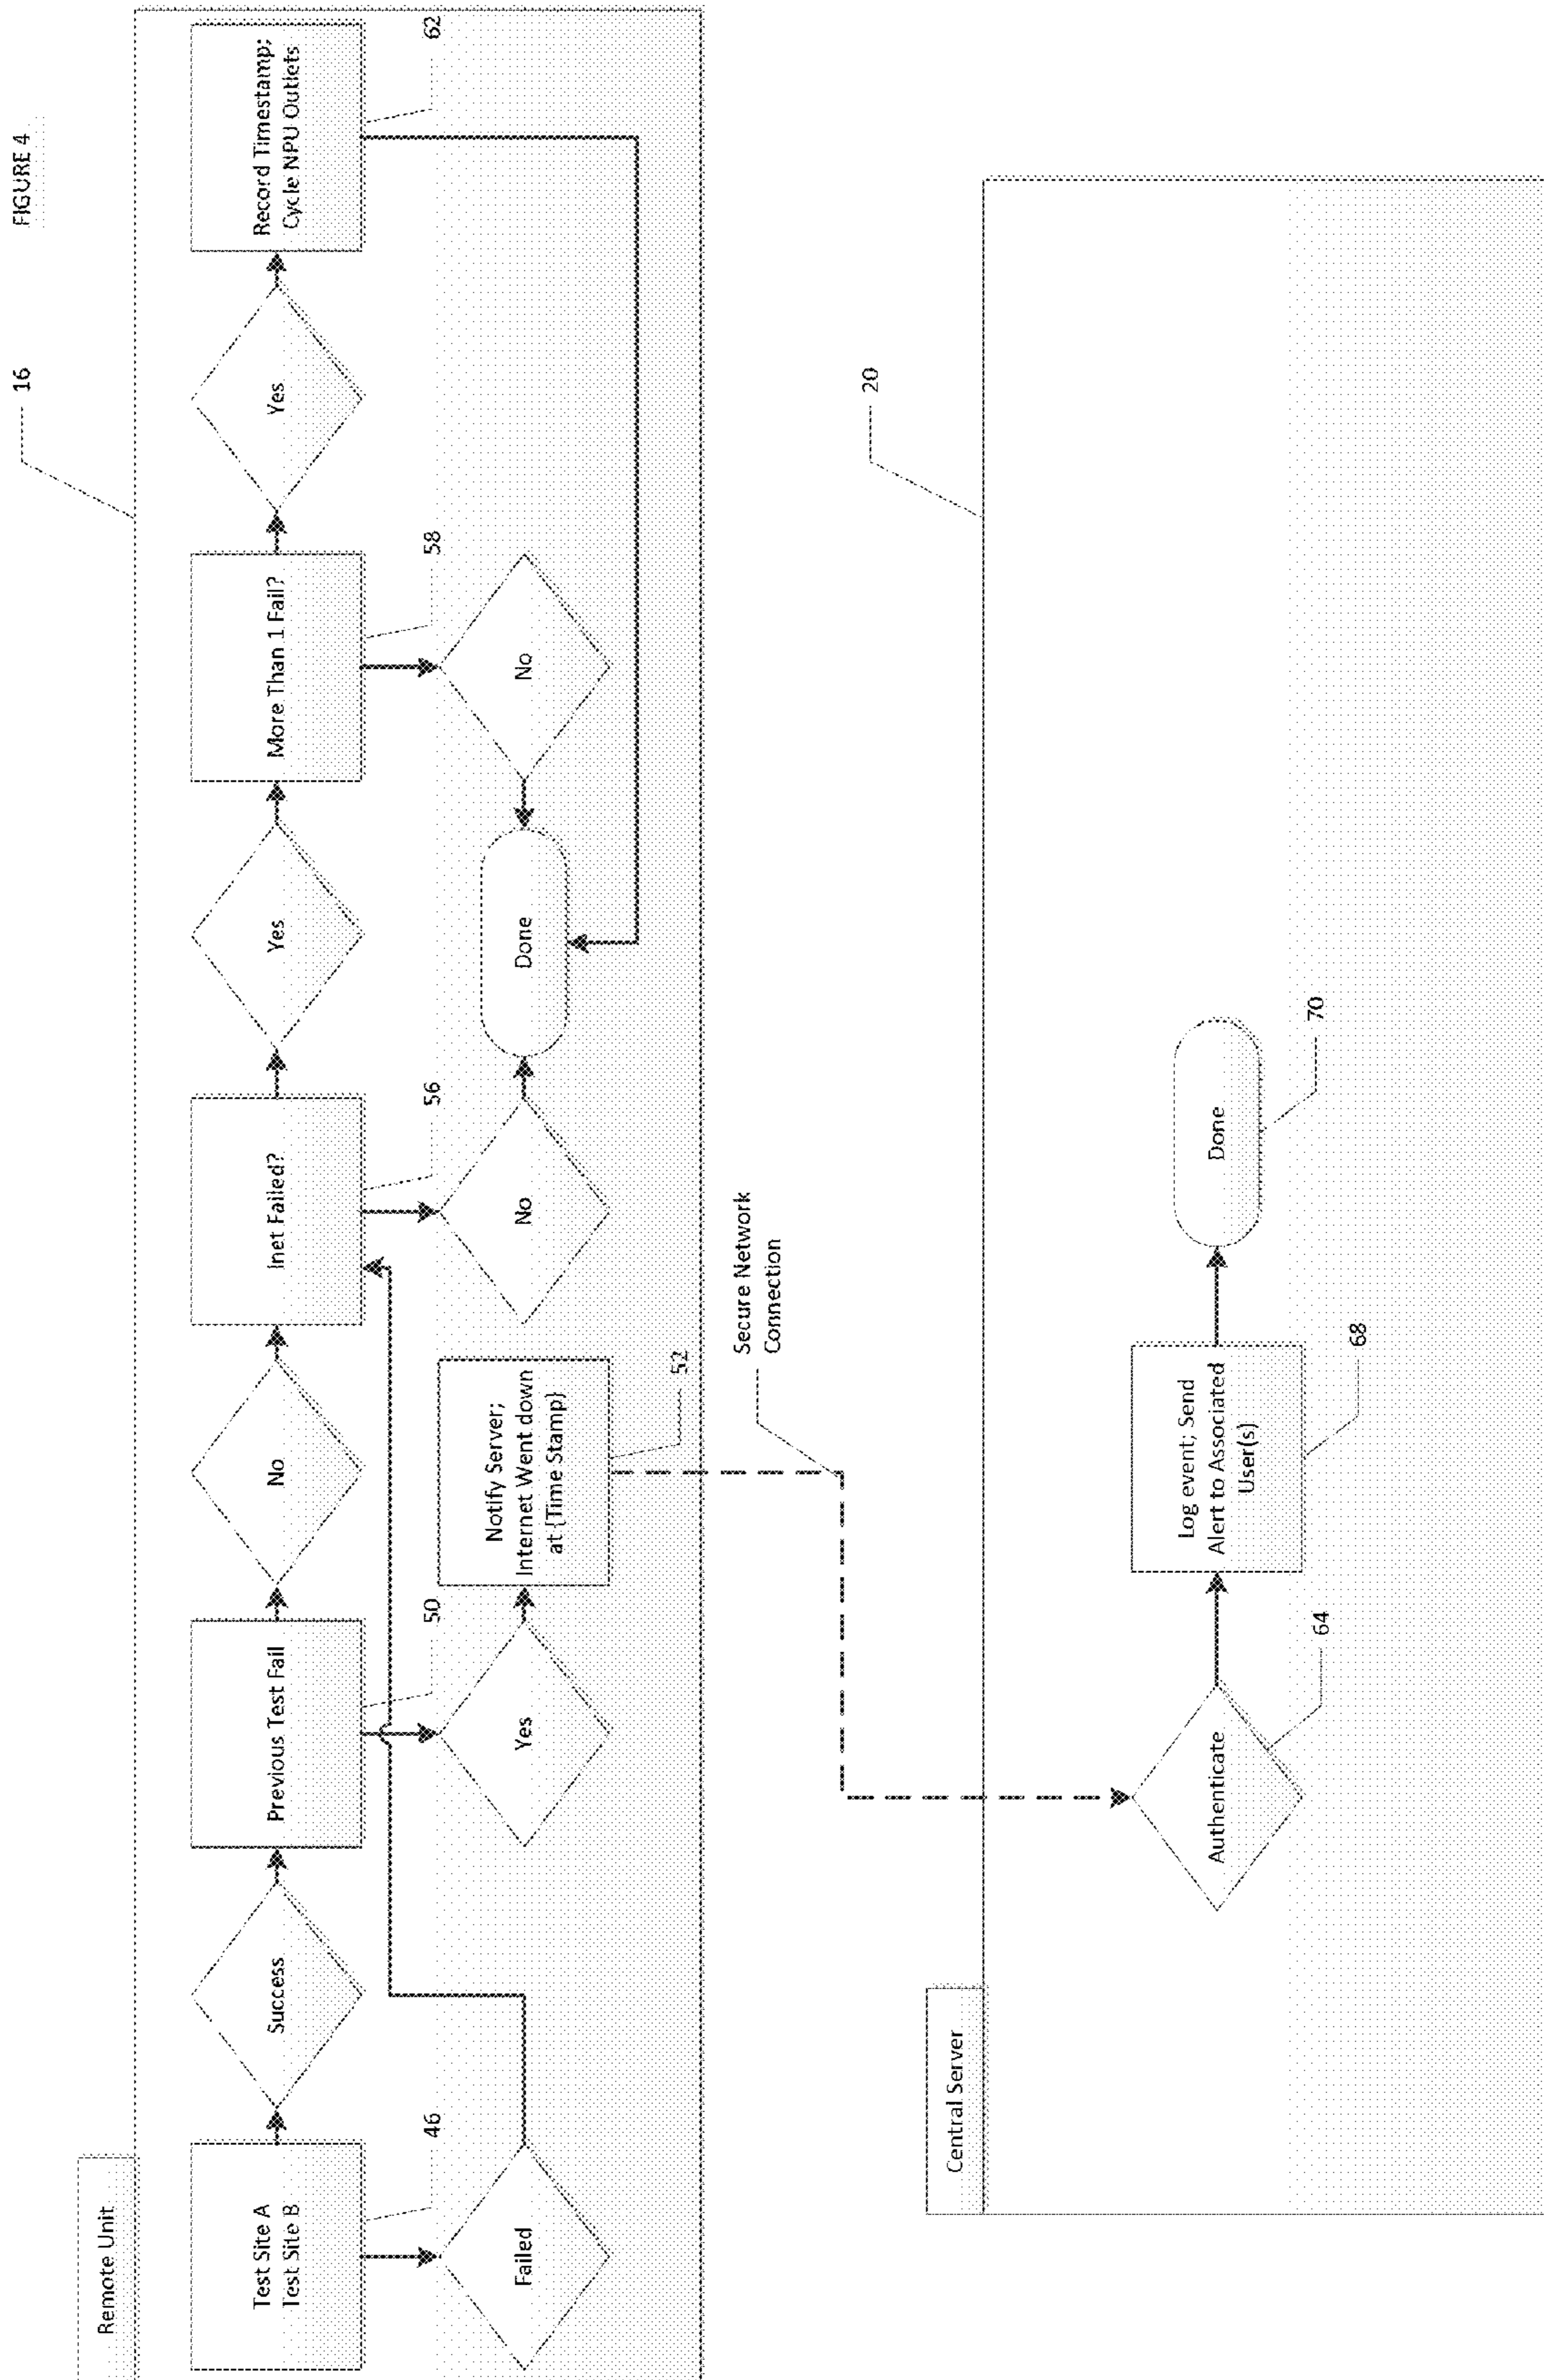 FIGURE 4
16
Remote Unit
Test Site A
Test Site B
46
Success
Previous Test Fail
50
No
Inet Failed?
56
Yes
More Than 1 Fail?
58
Yes
Record Timestamp;
Cycle NPU Outlets
62
Failed
Yes
Notify Server;
Internet Went down
at {Time Stamp}
52
No
Done
No
Secure Network
Connection
Central Server
20
Authenticate
64
Log event; Send
Alert to Associated
User(s)
68
Done
70